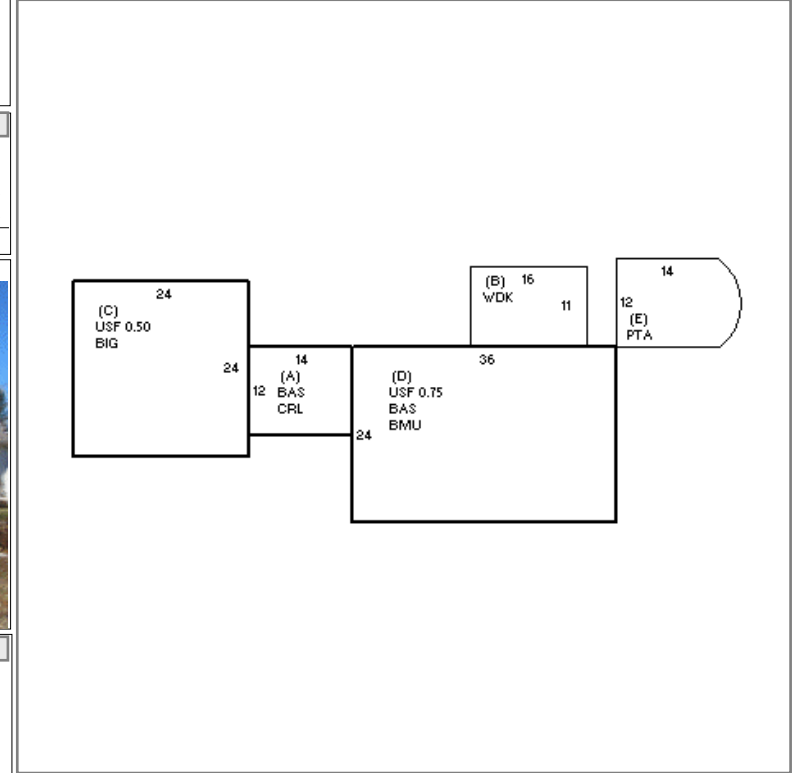 24
(C)
USF 0.50
BIG
24
14
12
(A)
BAS
CRL
(B)
WDK
16
11
36
(D)
USF 0.75
BAS
BMU
24
14
12
(E)
PTA